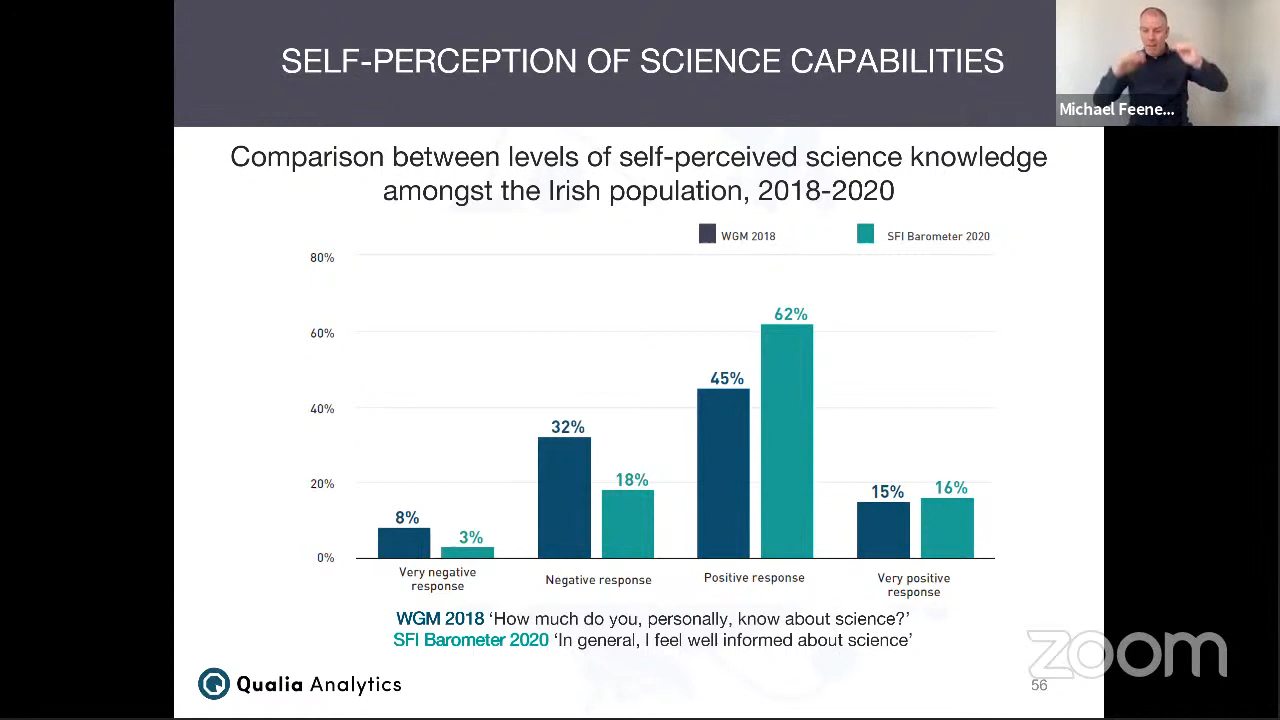 SELF-PERCEPTION OF SCIENCE CAPABILITIES
Michael Feene...
Comparison between levels of self-perceived science knowledge
amongst the Irish population, 2018-2020
WGM 2018
SFI Barometer 2020
80%
60%
40%
20%
0%
8%
3%
32%
18%
45%
62%
15%
16%
Very negative
response
Negative response
Positive response
Very positive
response
WGM 2018 ‘How much do you, personally, know about science?’
SFI Barometer 2020 ‘In general, I feel well informed about science’
Qualia Analytics
zoom
56